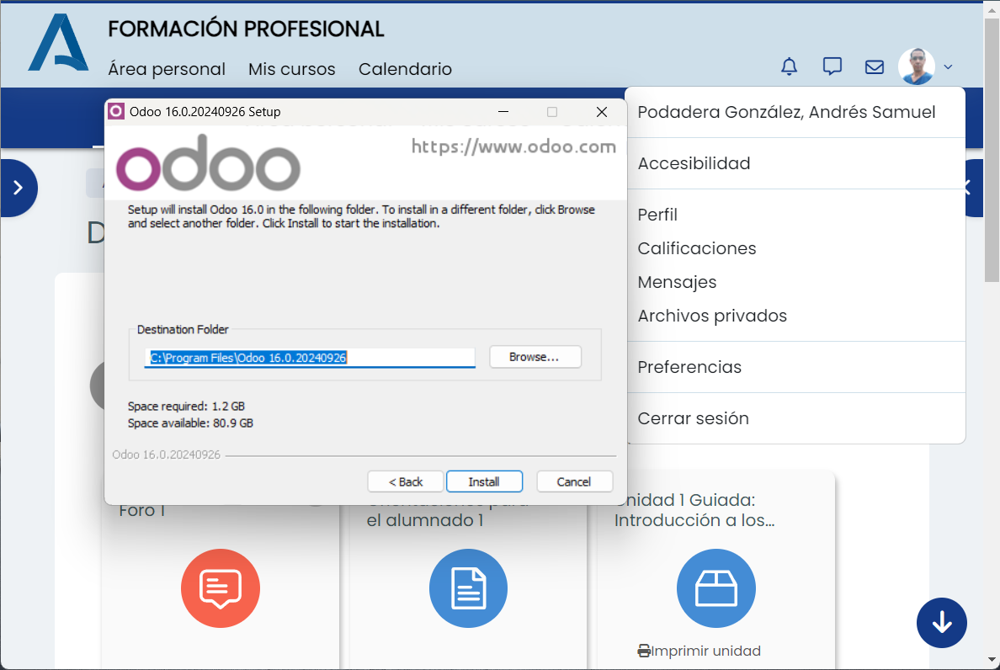 FORMACIÓN PROFESIONAL
Área personal Mis cursos Calendario
Podadera González, Andrés Samuel
Accesibilidad
Perfil
Calificaciones
Mensajes
Archivos privados
Preferencias
Cerrar sesión
Odoo 16.0.20240926 Setup
odoo
https://www.odoo.com
Setup will install Odoo 16.0 in the following folder. To install in a different folder, click Browse
and select another folder. Click Install to start the installation.
Destination Folder
C:\Program Files\Odoo 16.0.20240926
Browse...
Space required: 1.2 GB
Space available: 80.9 GB
Odoo 16.0.20240926
< Back Install Cancel
Foro 1
Orientaciones para
el alumnado 1
Unidad 1 Guiada:
Introducción a los...
Imprimir unidad